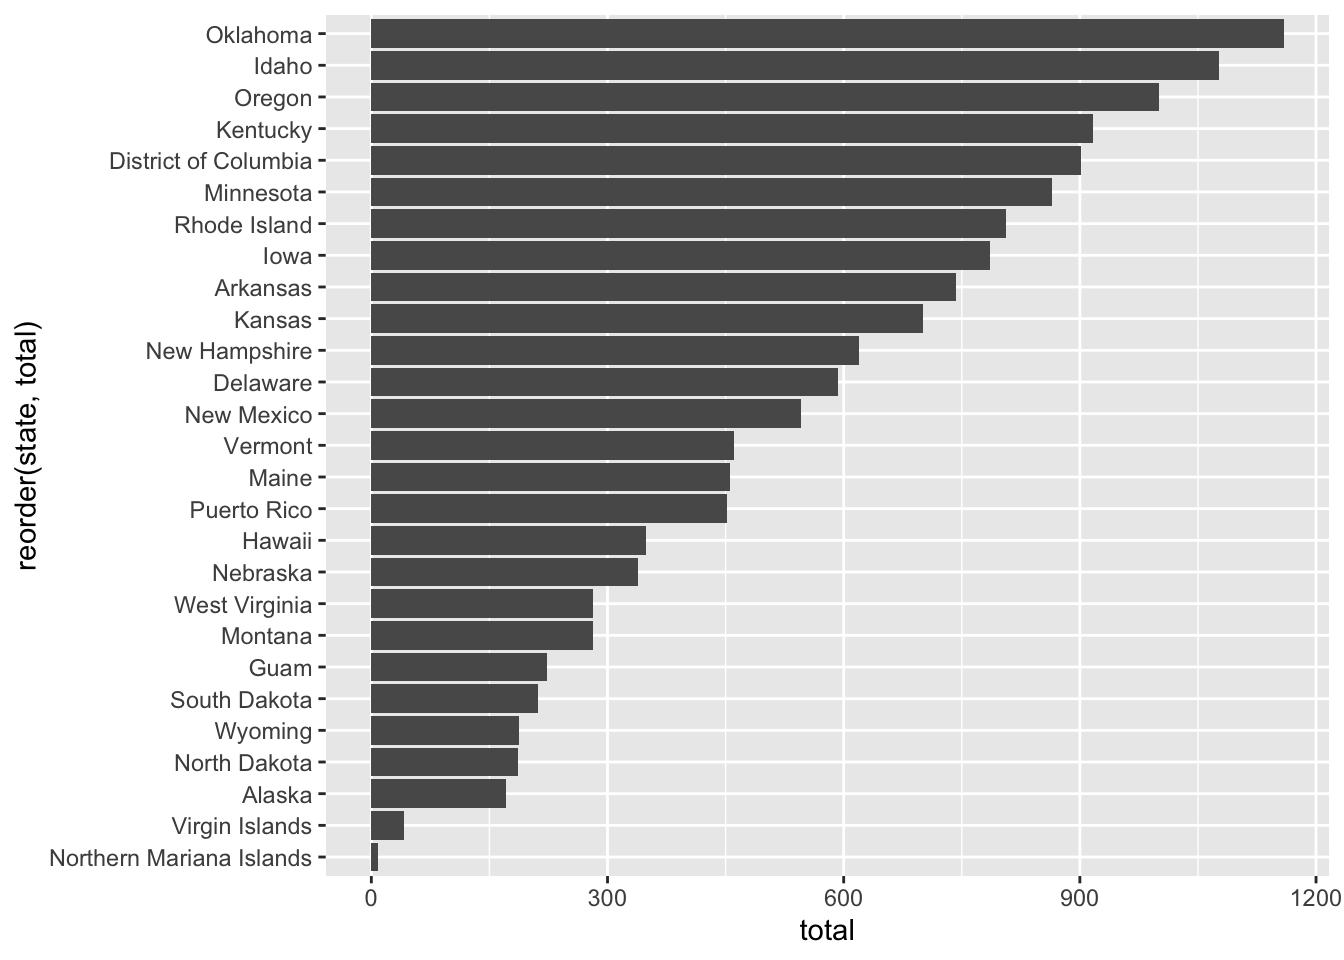 Oklahoma
Idaho
Oregon
Kentucky
District of Columbia
Minnesota
Rhode Island
Iowa
Arkansas
Kansas
New Hampshire
Delaware
New Mexico
Vermont
Maine
Puerto Rico
Hawaii
Nebraska
West Virginia
Montana
Guam
South Dakota
Wyoming
North Dakota
Alaska
Virgin Islands
Northern Mariana Islands
reorder(state, total)
0 300 600 900 1200
total